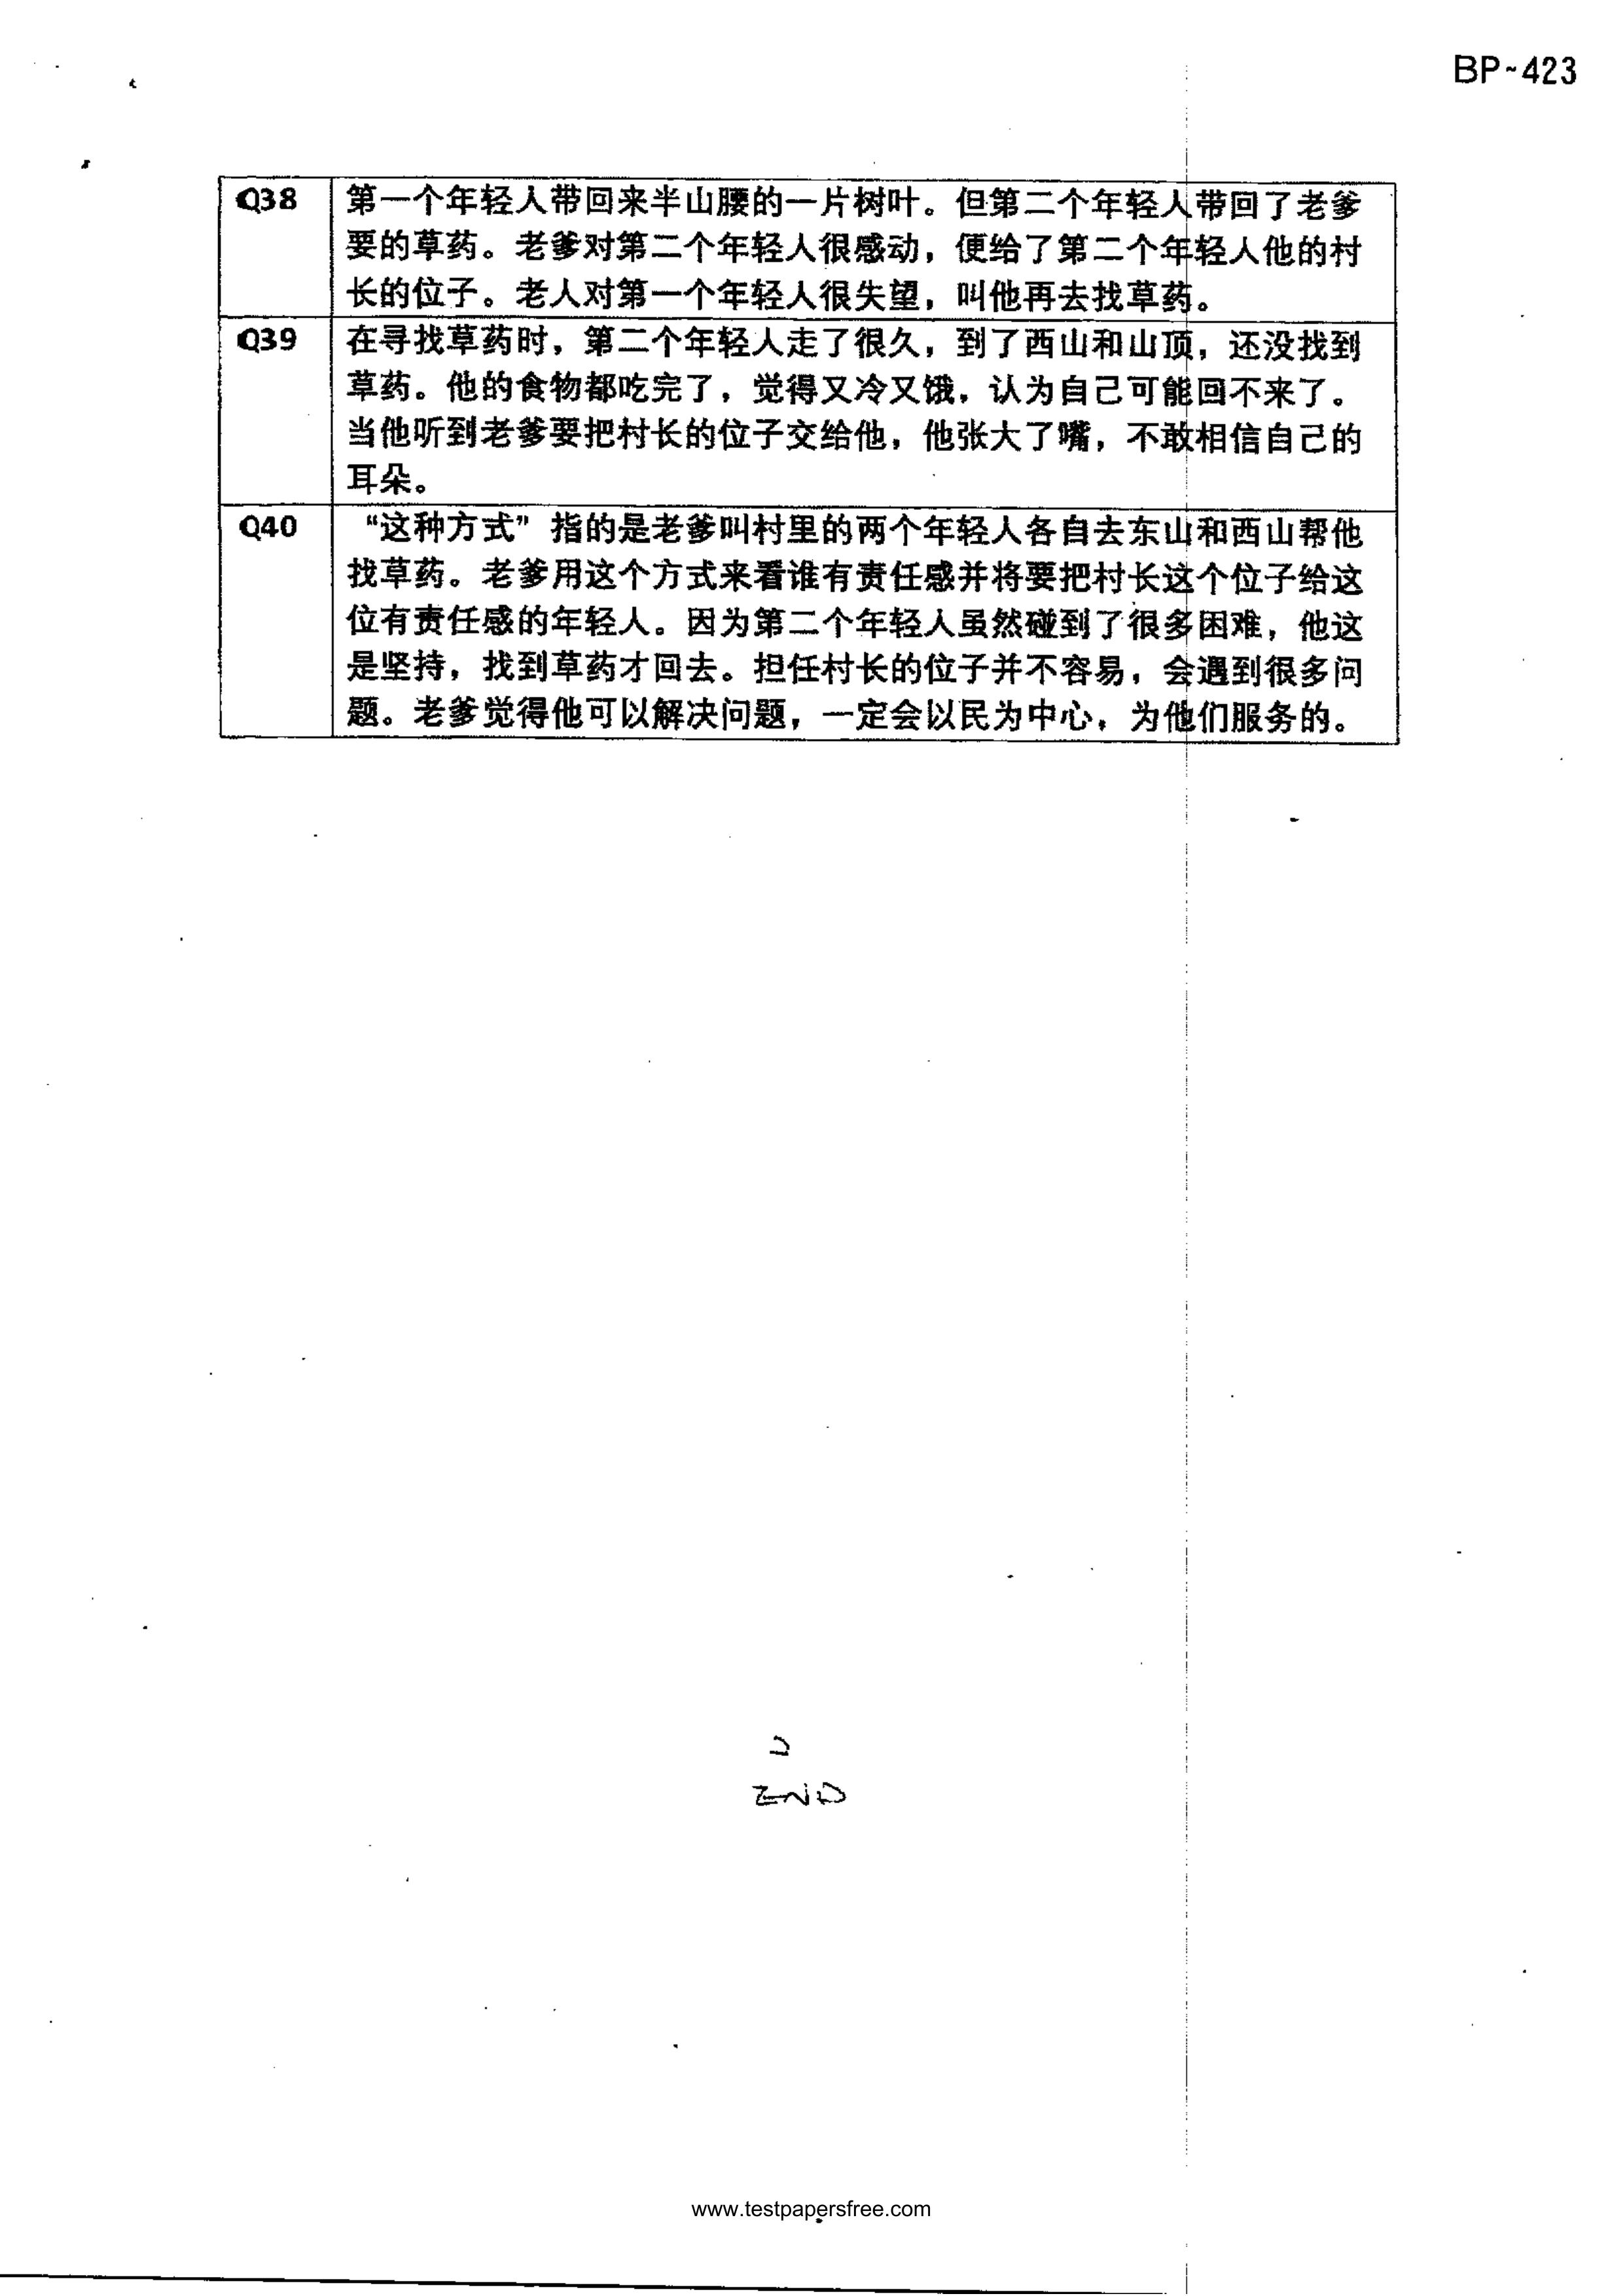 BP~423
Q38 第一个年轻人带回来半山腰的一片树叶。但第二个年轻人带回了老爹
要的草药。老爹对第二个年轻人很感动，便给了第二个年轻人他的村
长的位子。老人对第一个年轻人很失望，叫他再去找草药。
Q39 在寻找草药时，第二个年轻人走了很久，到了西山和山顶，还没找到
草药。他的食物都吃完了，觉得又冷又饿，认为自己可能回不来了。
当他听到老爹要把村长的位子交给他，他张大了嘴，不敢相信自己的
耳朵。
Q40 “这种方式”指的是老爹叫村里的两个年轻人各自去东山和西山帮他
找草药。老爹用这个方式来看谁有责任感并将要把村长这个位子给这
位有责任感的年轻人。因为第二个年轻人虽然碰到了很多困难，他这
是坚持，找到草药才回去。担任村长的位子并不容易，会遇到很多问
题。老爹觉得他可以解决问题，一定会以民为中心，为他们服务的。
END
www.testpapersfree.com